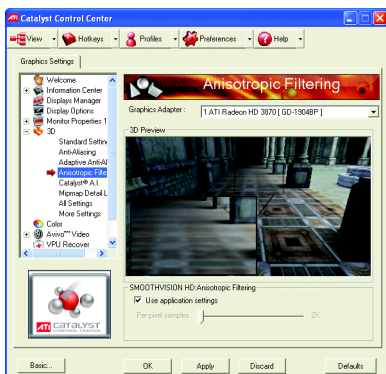 ATI Catalyst Control Center
View Hotkeys Profiles Preferences Help
Graphics Settings
Welcome
Information Center
Displays Manager
Display Options
Monitor Properties 1
3D
Standard Settin
Anti-Aliasing
Adaptive Anti-Al
Anisotropic Filte
Catalyst® A.I.
Mipmap Detail L
All Settings
More Settings
Color
Avivo™ Video
VPU Recover
Anisotropic Filtering
Graphics Adapter :
1.ATI Radeon HD 3870 [ GD-1904BP ]
3D Preview
SMOOTHVISION HD:Anisotropic Filtering
Use application settings
Per-pixel samples 2X
ATI CATALYST
CONTROL CENTER
Basic... OK Apply Discard Defaults